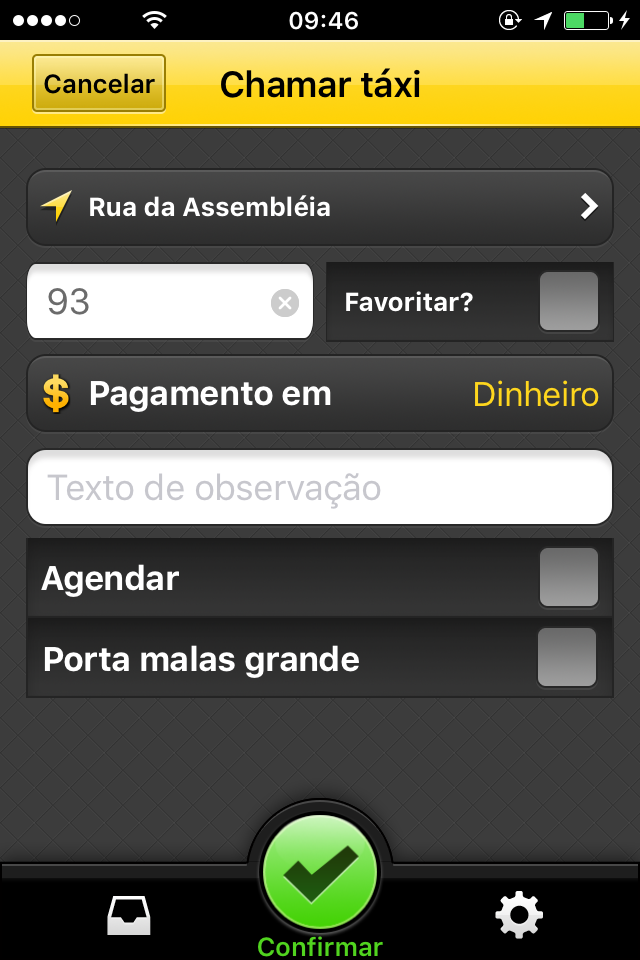 09:46
Cancelar
Chamar táxi
Rua da Assembléia
93
Favoritar?
$ Pagamento em
Dinheiro
Texto de observação
Agendar
Porta malas grande
Confirmar